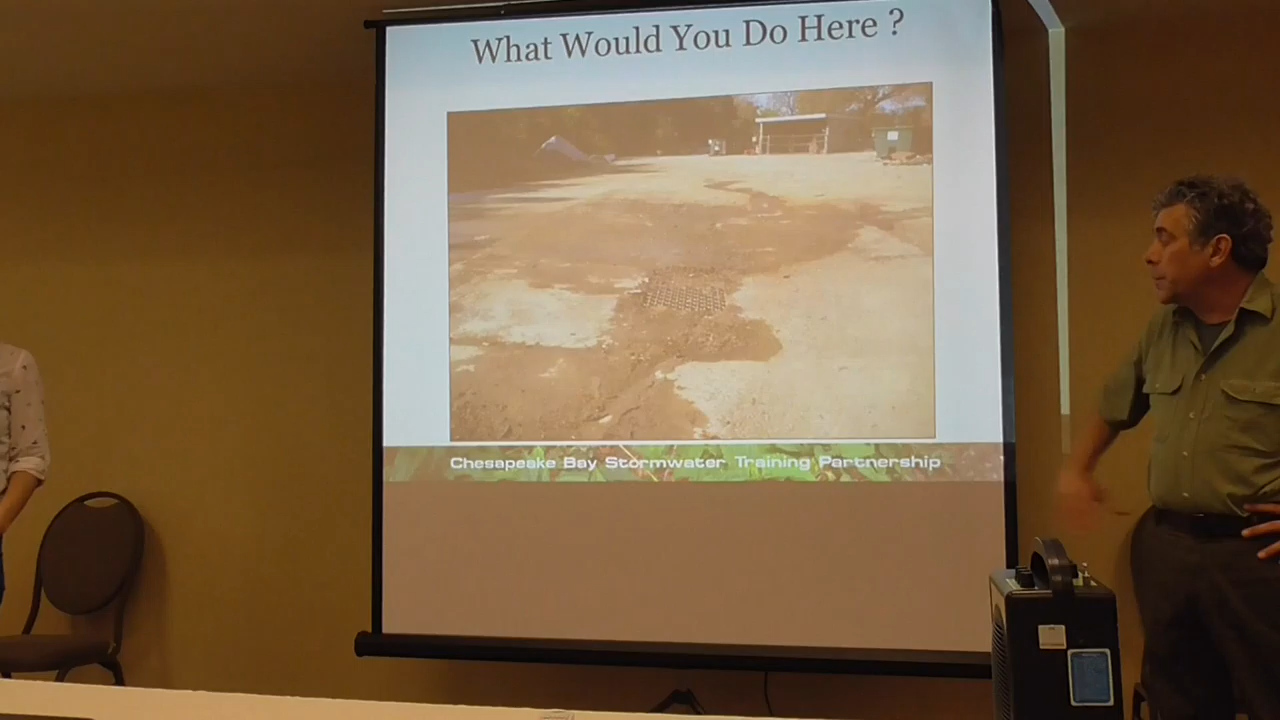 What Would You Do Here ?
Chesapeake Bay Stormwater Training Partnership